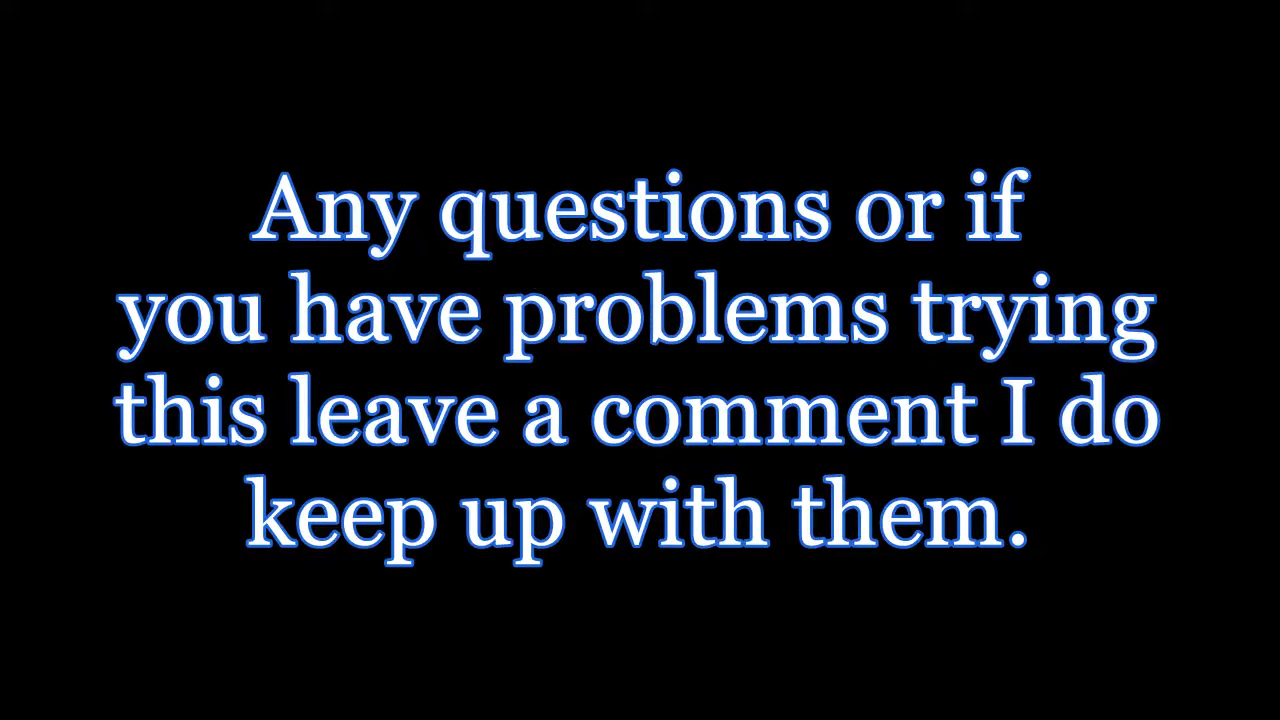 Any questions or if
you have problems trying
this leave a comment I do
keep up with them.